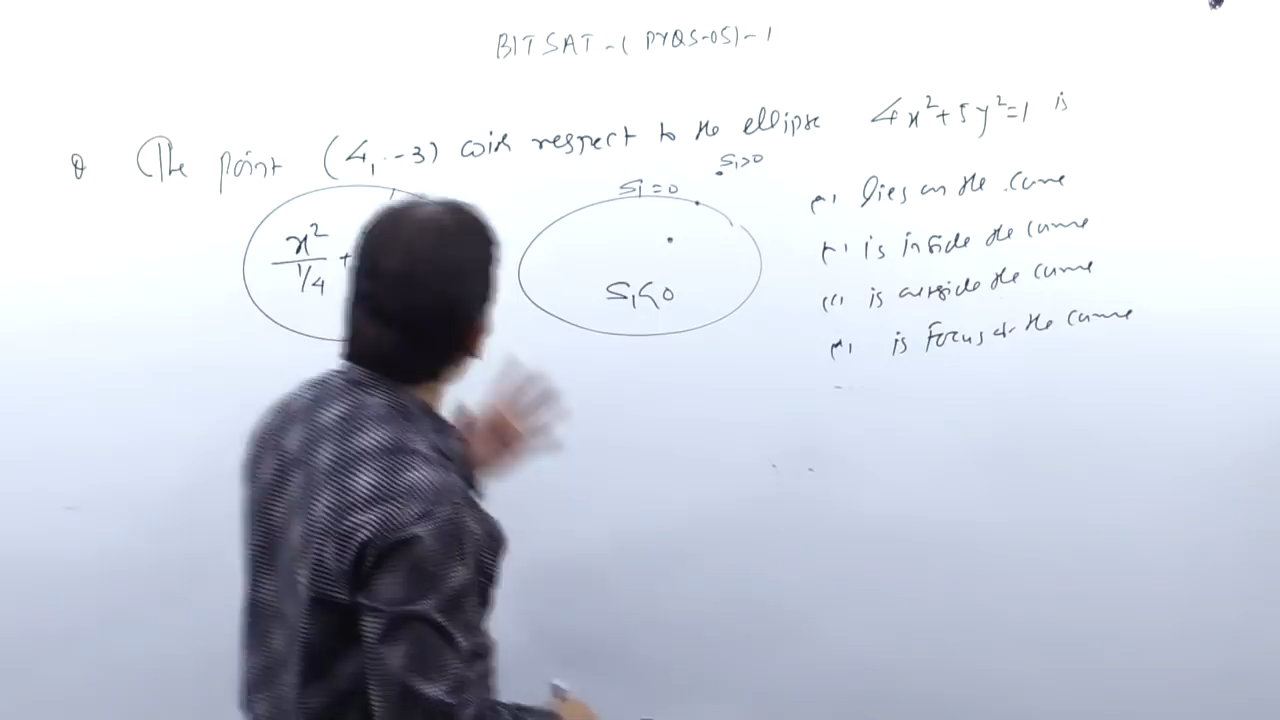 BITSAT-(PYQS-05)-1
Q The point (4, -3) with respect to the ellipse 4x²+5y²=1 is
S₁>0
S₁=0
lies on the curve
x²/1/4 +
is inside the curve
S₁<0
is outside the curve
is Focus of the curve